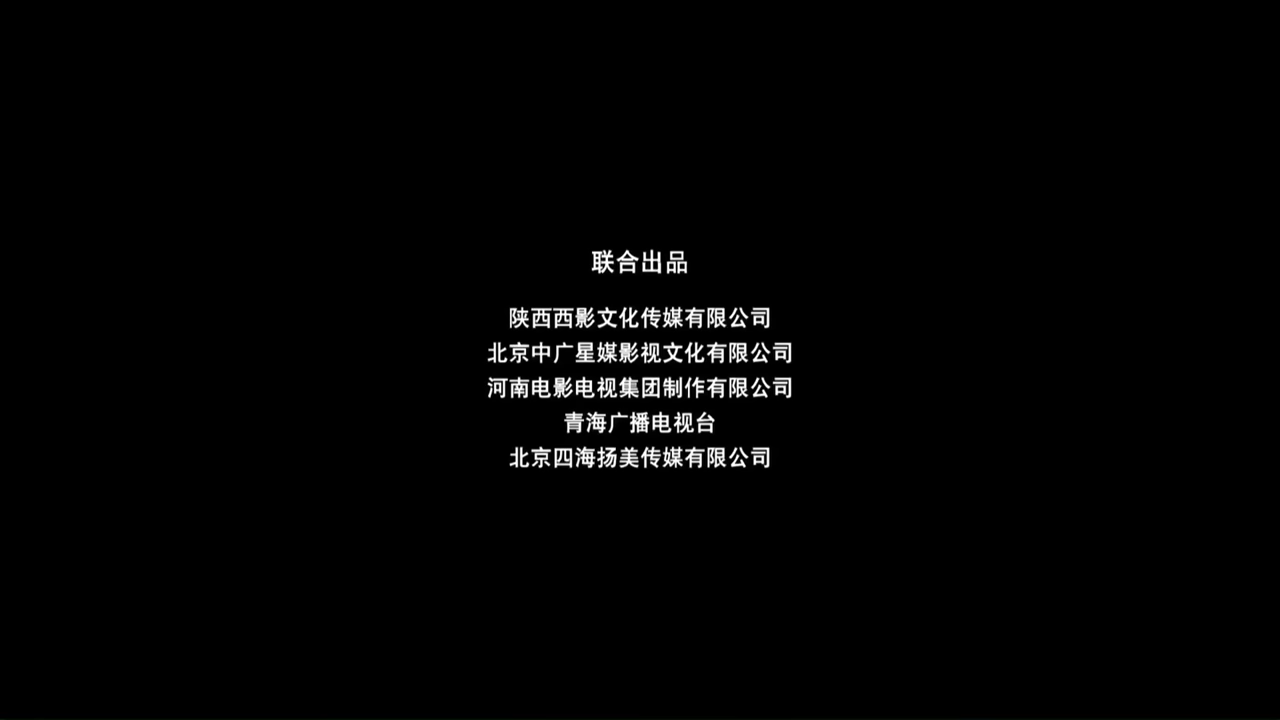 联合出品
陕西西影文化传媒有限公司
北京中广星媒影视文化有限公司
河南电影电视集团制作有限公司
青海广播电视台
北京四海扬美传媒有限公司